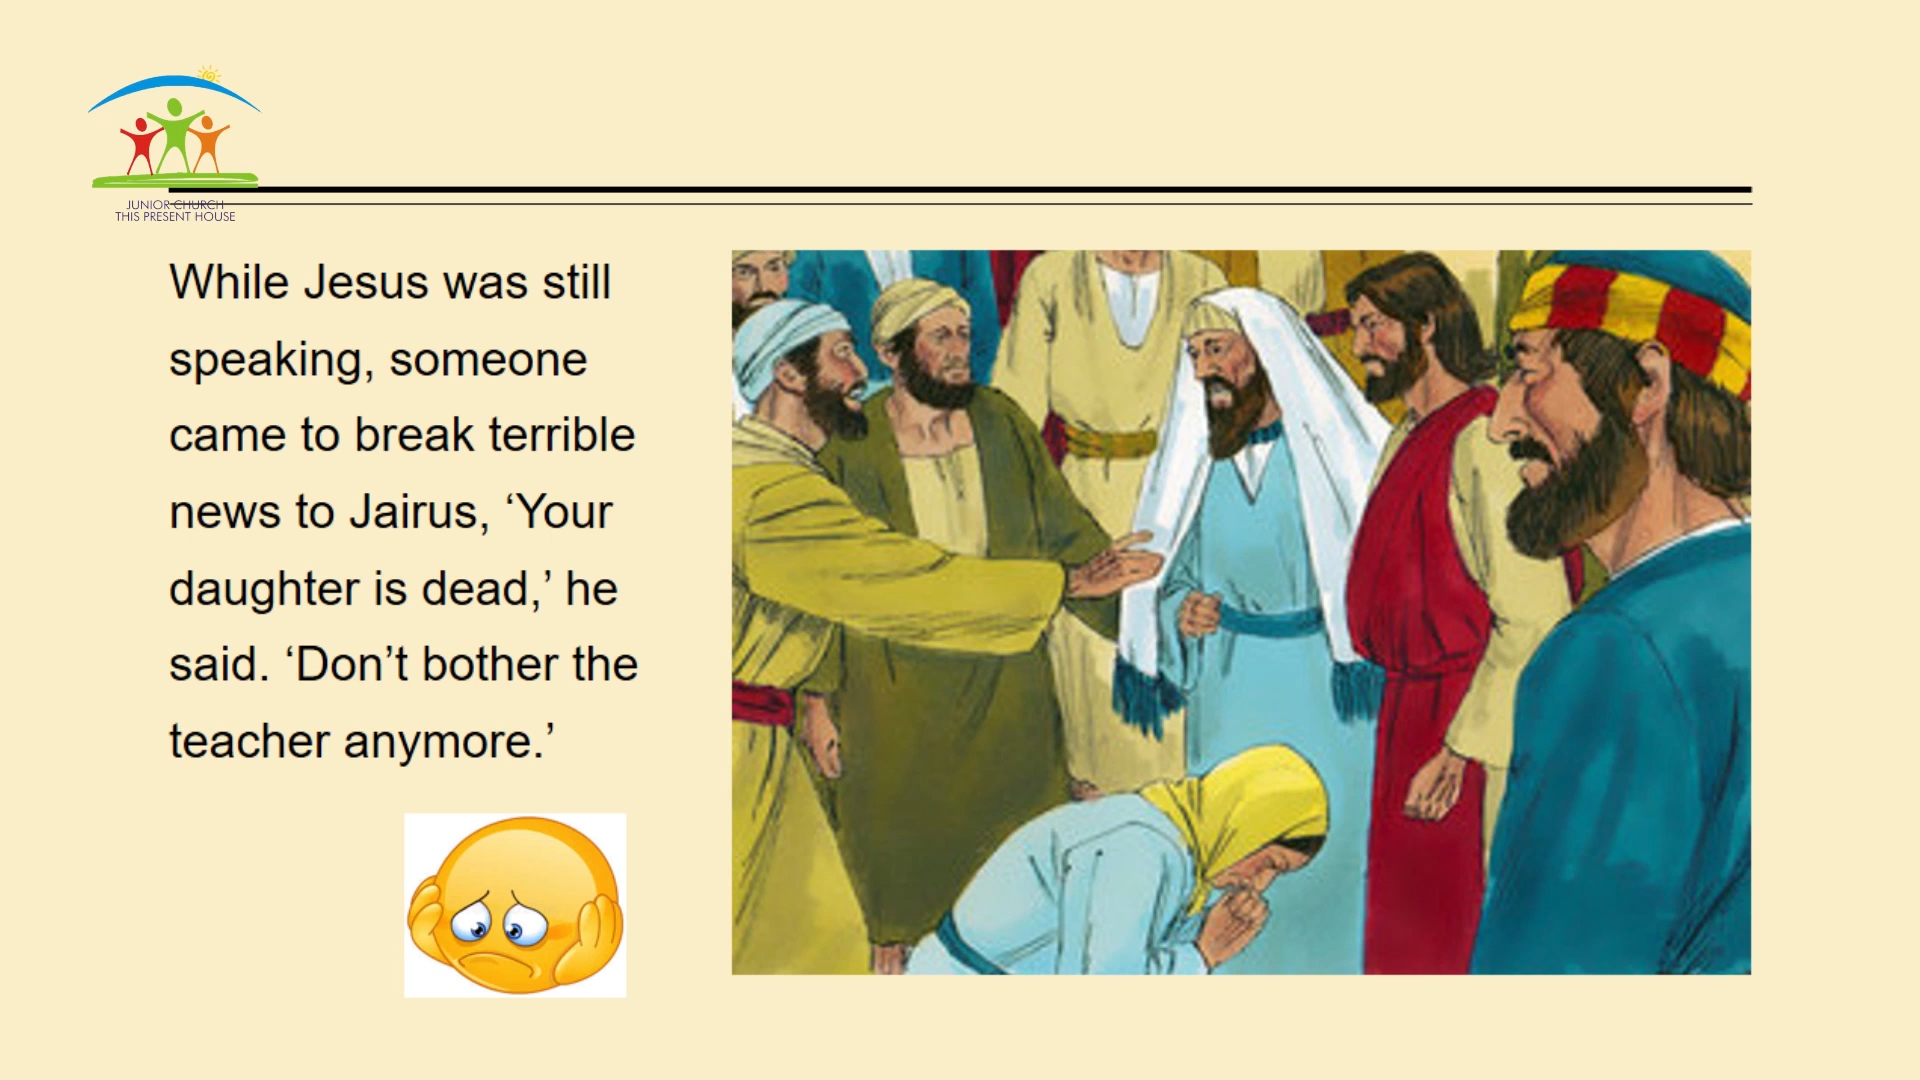 JUNIOR CHURCH
THIS PRESENT HOUSE
While Jesus was still
speaking, someone
came to break terrible
news to Jairus, ‘Your
daughter is dead,’ he
said. ‘Don’t bother the
teacher anymore.’